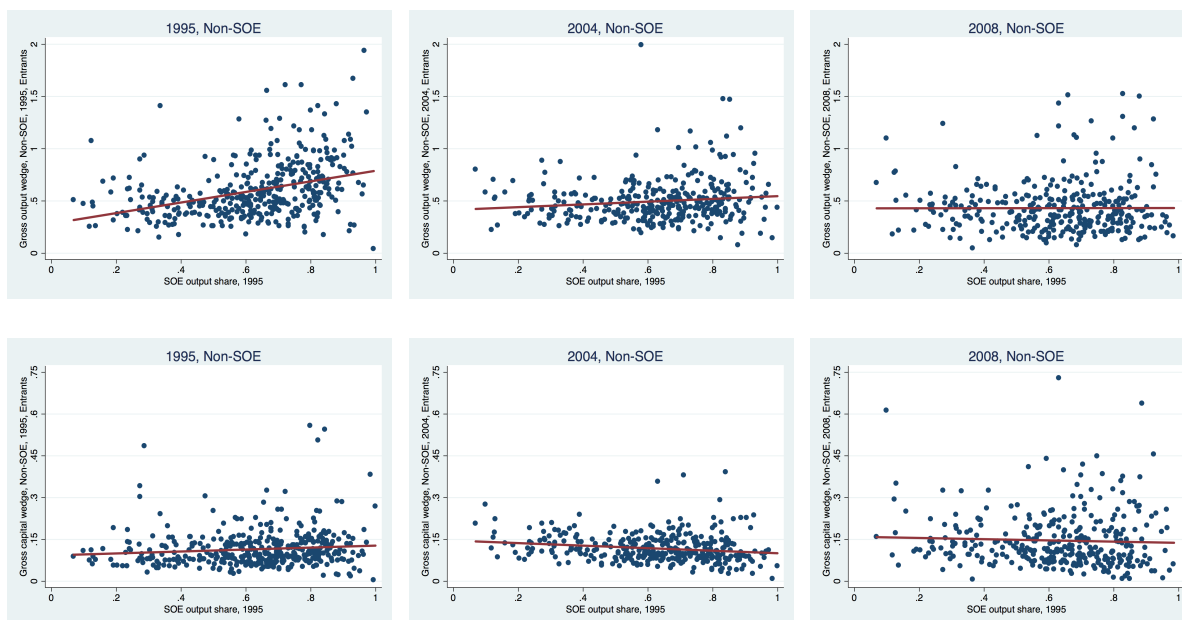 1995, Non-SOE
Gross output wedge, Non-SOE, 1995, Entrants
2
1.5
1
.5
0
0 .2 .4 .6 .8 1
SOE output share, 1995
2004, Non-SOE
Gross output wedge, Non-SOE, 2004, Entrants
2
1.5
1
.5
0
0 .2 .4 .6 .8 1
SOE output share, 1995
2008, Non-SOE
Gross output wedge, Non-SOE, 2008, Entrants
2
1.5
1
.5
0
0 .2 .4 .6 .8 1
SOE output share, 1995
1995, Non-SOE
Gross capital wedge, Non-SOE, 1995, Entrants
.75
.6
.45
.3
.15
0
0 .2 .4 .6 .8 1
SOE output share, 1995
2004, Non-SOE
Gross capital wedge, Non-SOE, 2004, Entrants
.75
.6
.45
.3
.15
0
0 .2 .4 .6 .8 1
SOE output share, 1995
2008, Non-SOE
Gross capital wedge, Non-SOE, 2008, Entrants
.75
.6
.45
.3
.15
0
0 .2 .4 .6 .8 1
SOE output share, 1995